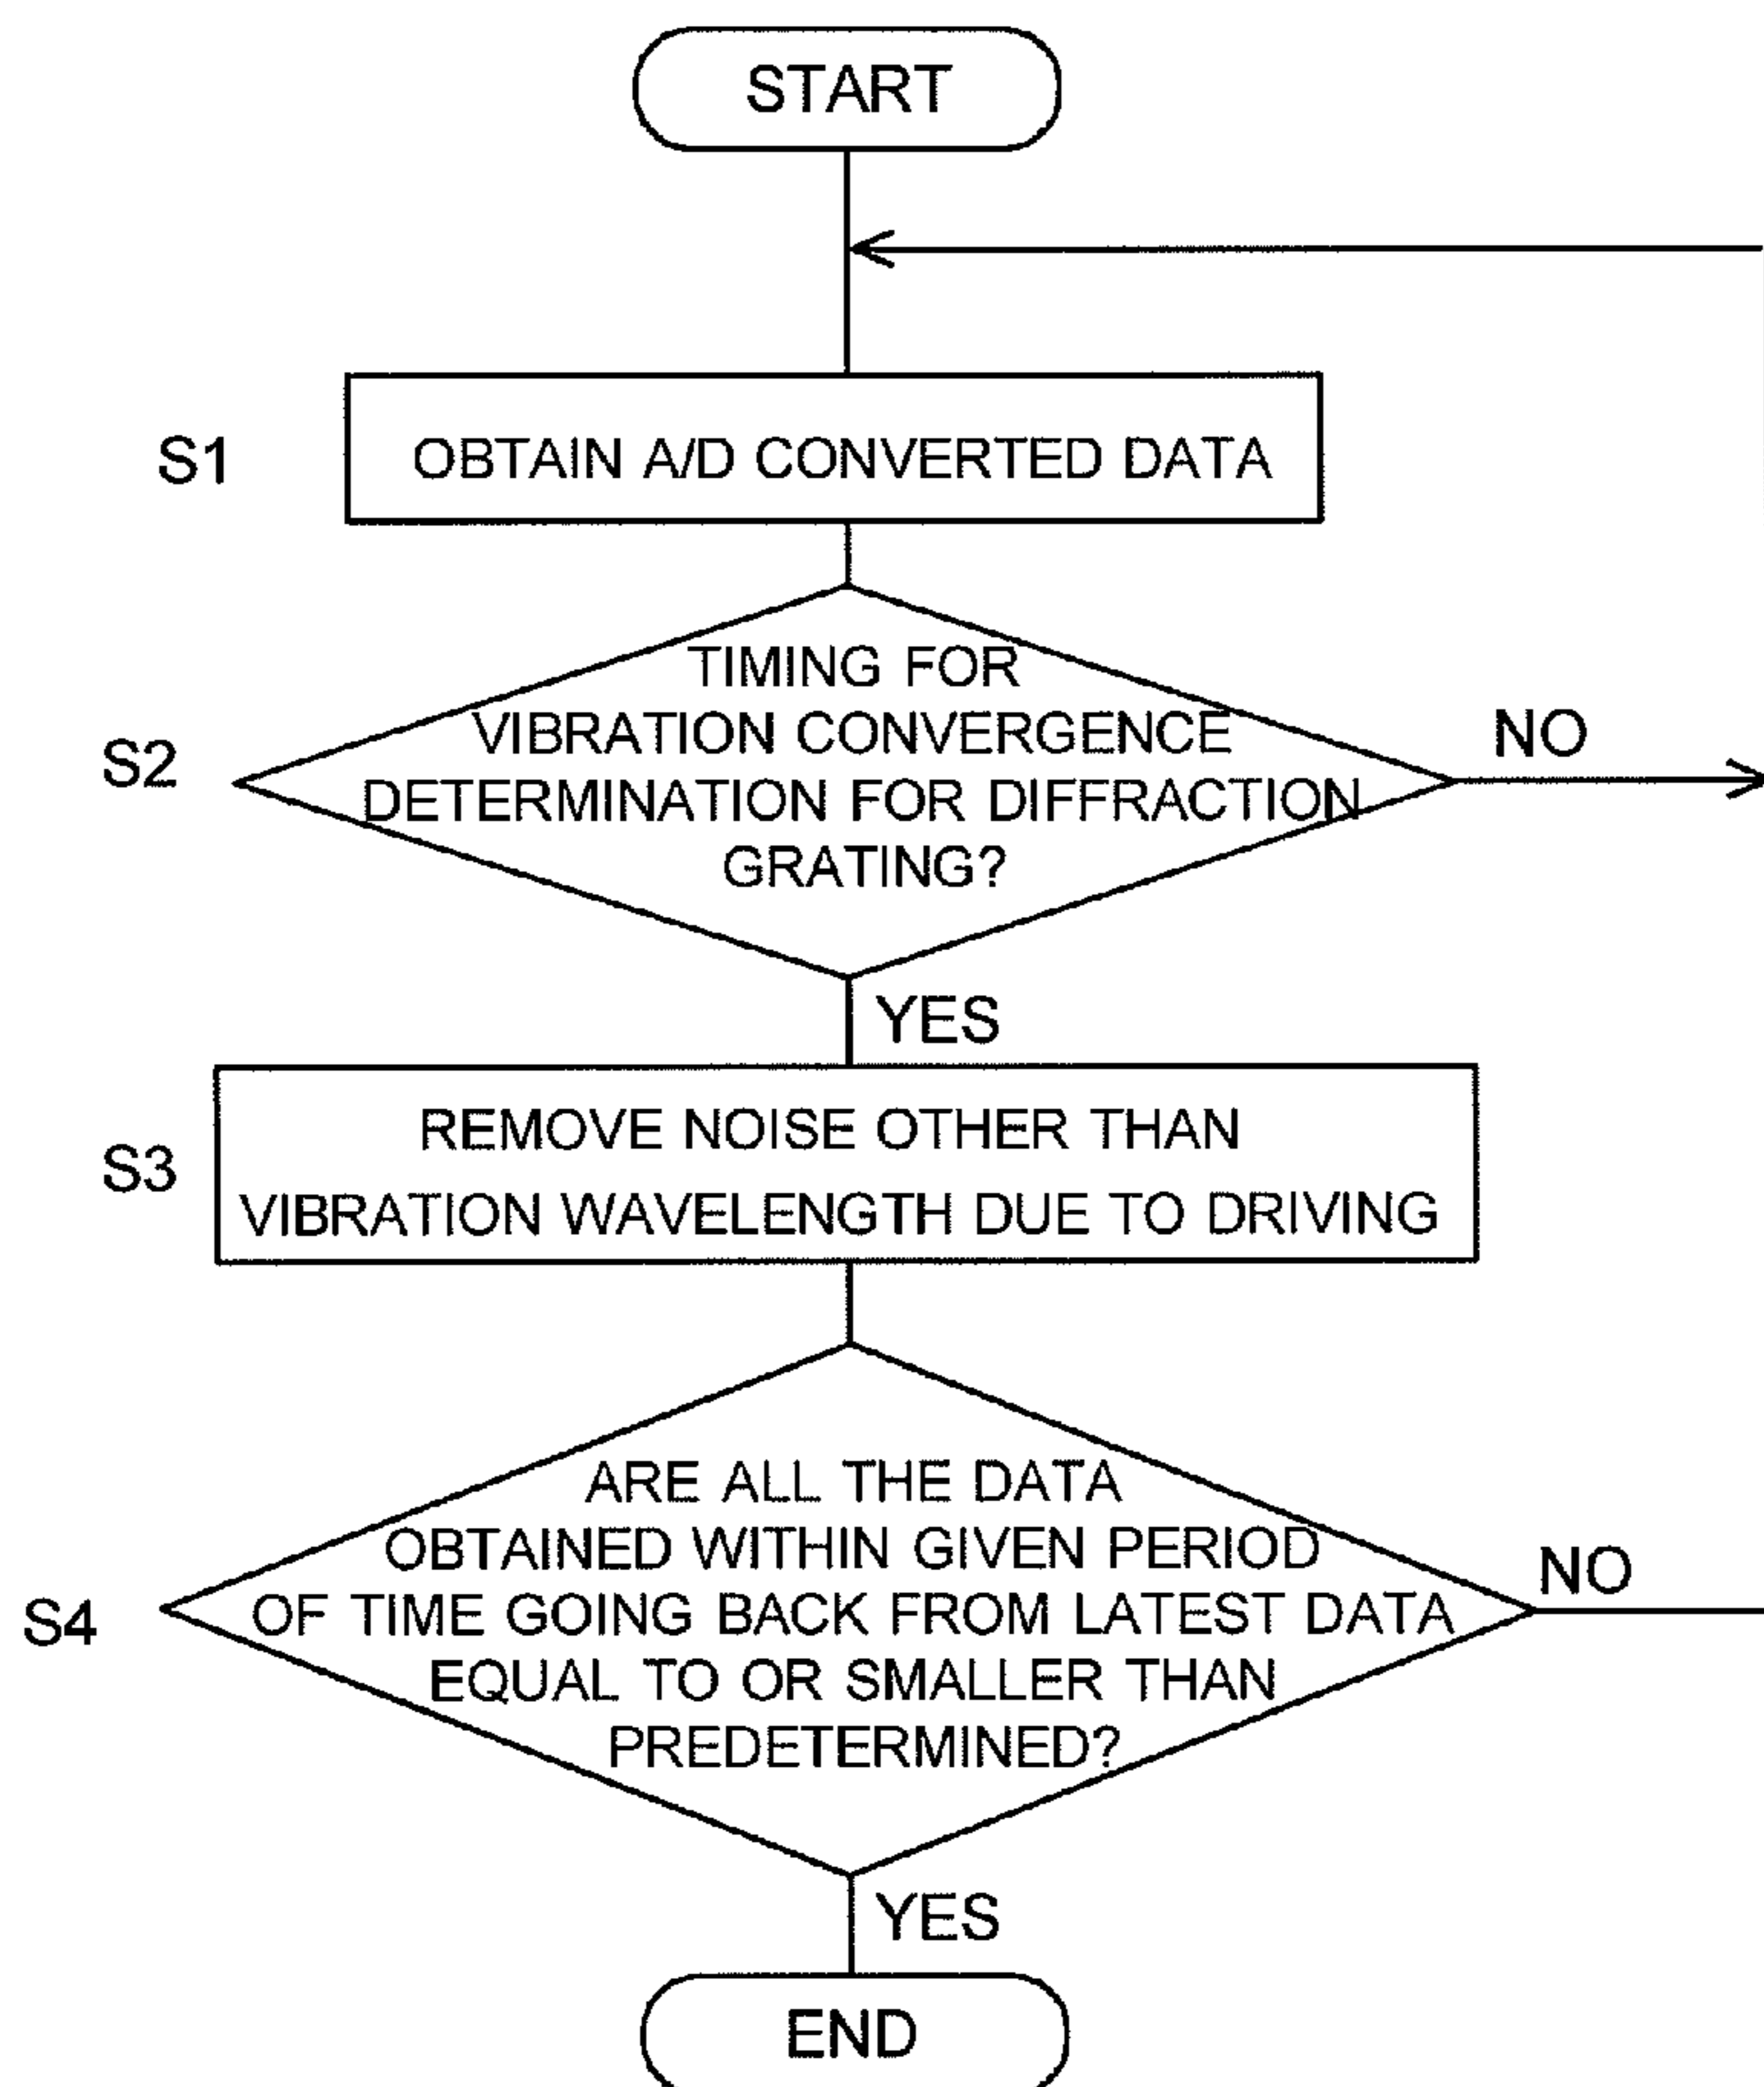 START
S1
OBTAIN A/D CONVERTED DATA
S2
TIMING FOR
VIBRATION CONVERGENCE
DETERMINATION FOR DIFFRACTION
GRATING?
NO
YES
S3
REMOVE NOISE OTHER THAN
VIBRATION WAVELENGTH DUE TO DRIVING
S4
ARE ALL THE DATA
OBTAINED WITHIN GIVEN PERIOD
OF TIME GOING BACK FROM LATEST DATA
EQUAL TO OR SMALLER THAN
PREDETERMINED?
NO
YES
END